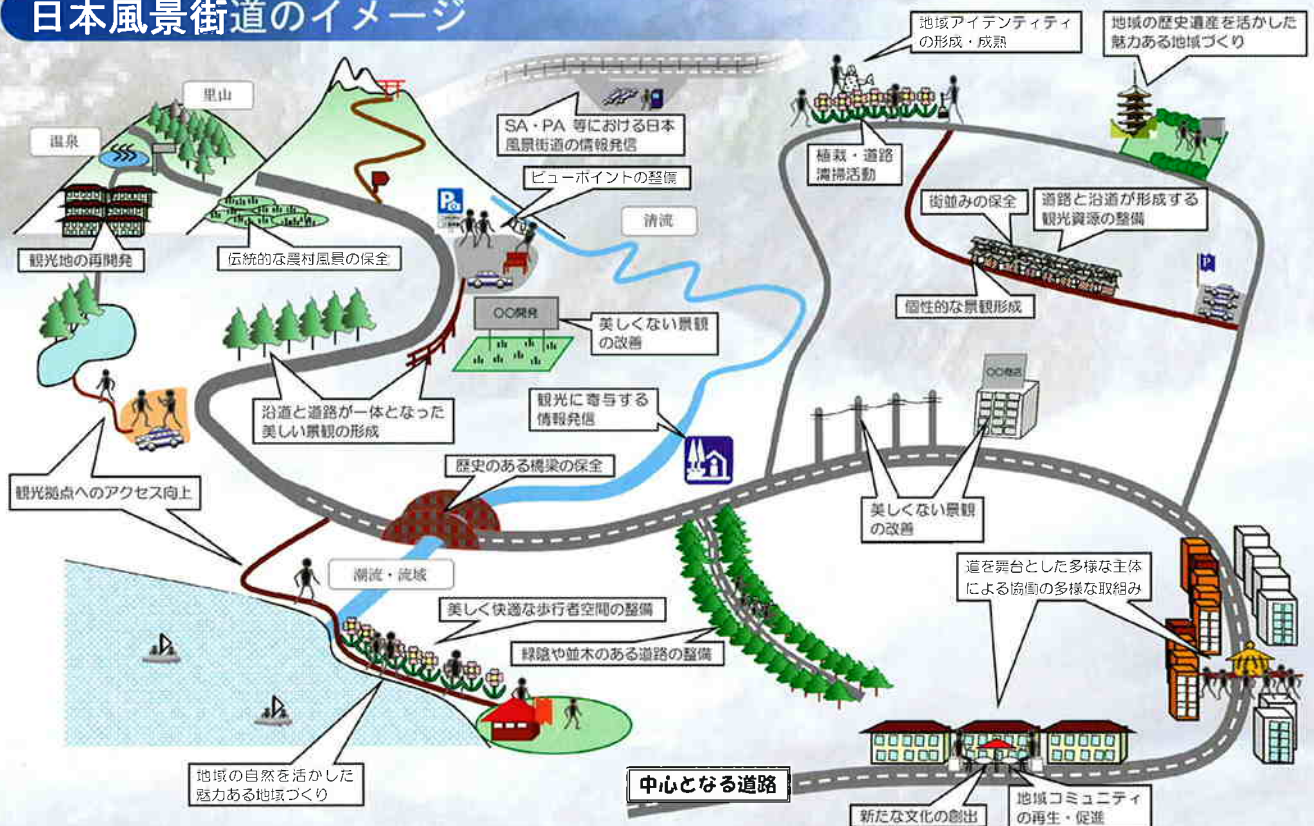 日本風景街道のイメージ
地域アイデンティティ
の形成・成熟
地域の歴史遺産を活かした
魅力ある地域づくり
里山
温泉
SA・PA 等における日本
風景街道の情報発信
ビューポイントの整備
植栽・道路
清掃活動
清流
街並みの保全
道路と沿道が形成する
観光資源の整備
観光地の再開発
伝統的な農村風景の保全
P
P
個性的な景観形成
〇〇開発
美しくない景観
の改善
〇〇商店
沿道と道路が一体となった
美しい景観の形成
観光に寄与する
情報発信
歴史のある橋梁の保全
観光拠点へのアクセス向上
美しくない景観
の改善
潮流・流域
道を舞台とした多様な主体
による協働の多様な取組み
美しく快適な歩行者空間の整備
緑陰や並木のある道路の整備
地域の自然を活かした
魅力ある地域づくり
中心となる道路
新たな文化の創出
地域コミュニティ
の再生・促進